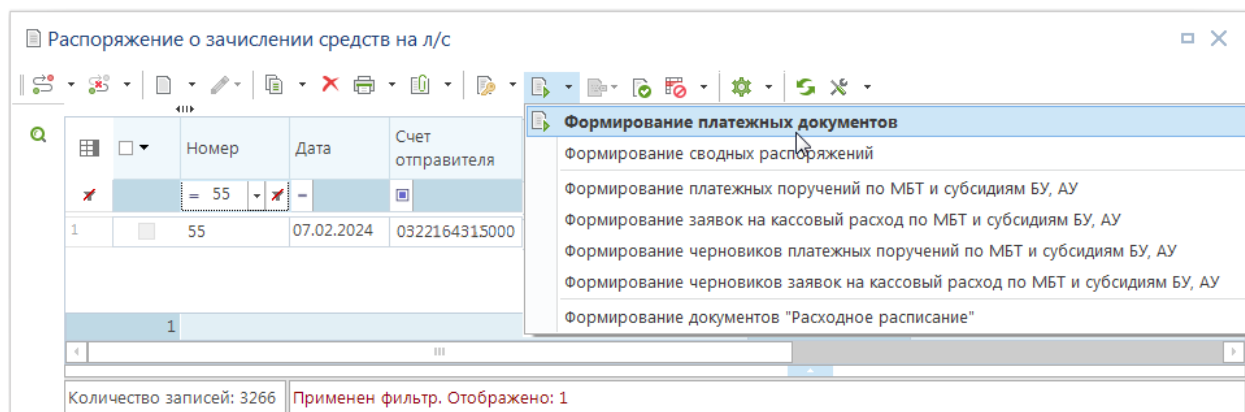 Распоряжение о зачислении средств на л/с
Номер
Дата
Счет
отправителя
= 55
=
1
55
07.02.2024
0322164315000
1
Формирование платежных документов
Формирование сводных распоряжений
Формирование платежных поручений по МБТ и субсидиям БУ, АУ
Формирование заявок на кассовый расход по МБТ и субсидиям БУ, АУ
Формирование черновиков платежных поручений по МБТ и субсидиям БУ, АУ
Формирование черновиков заявок на кассовый расход по МБТ и субсидиям БУ, АУ
Формирование документов "Расходное расписание"
Количество записей: 3266
Применен фильтр. Отображено: 1